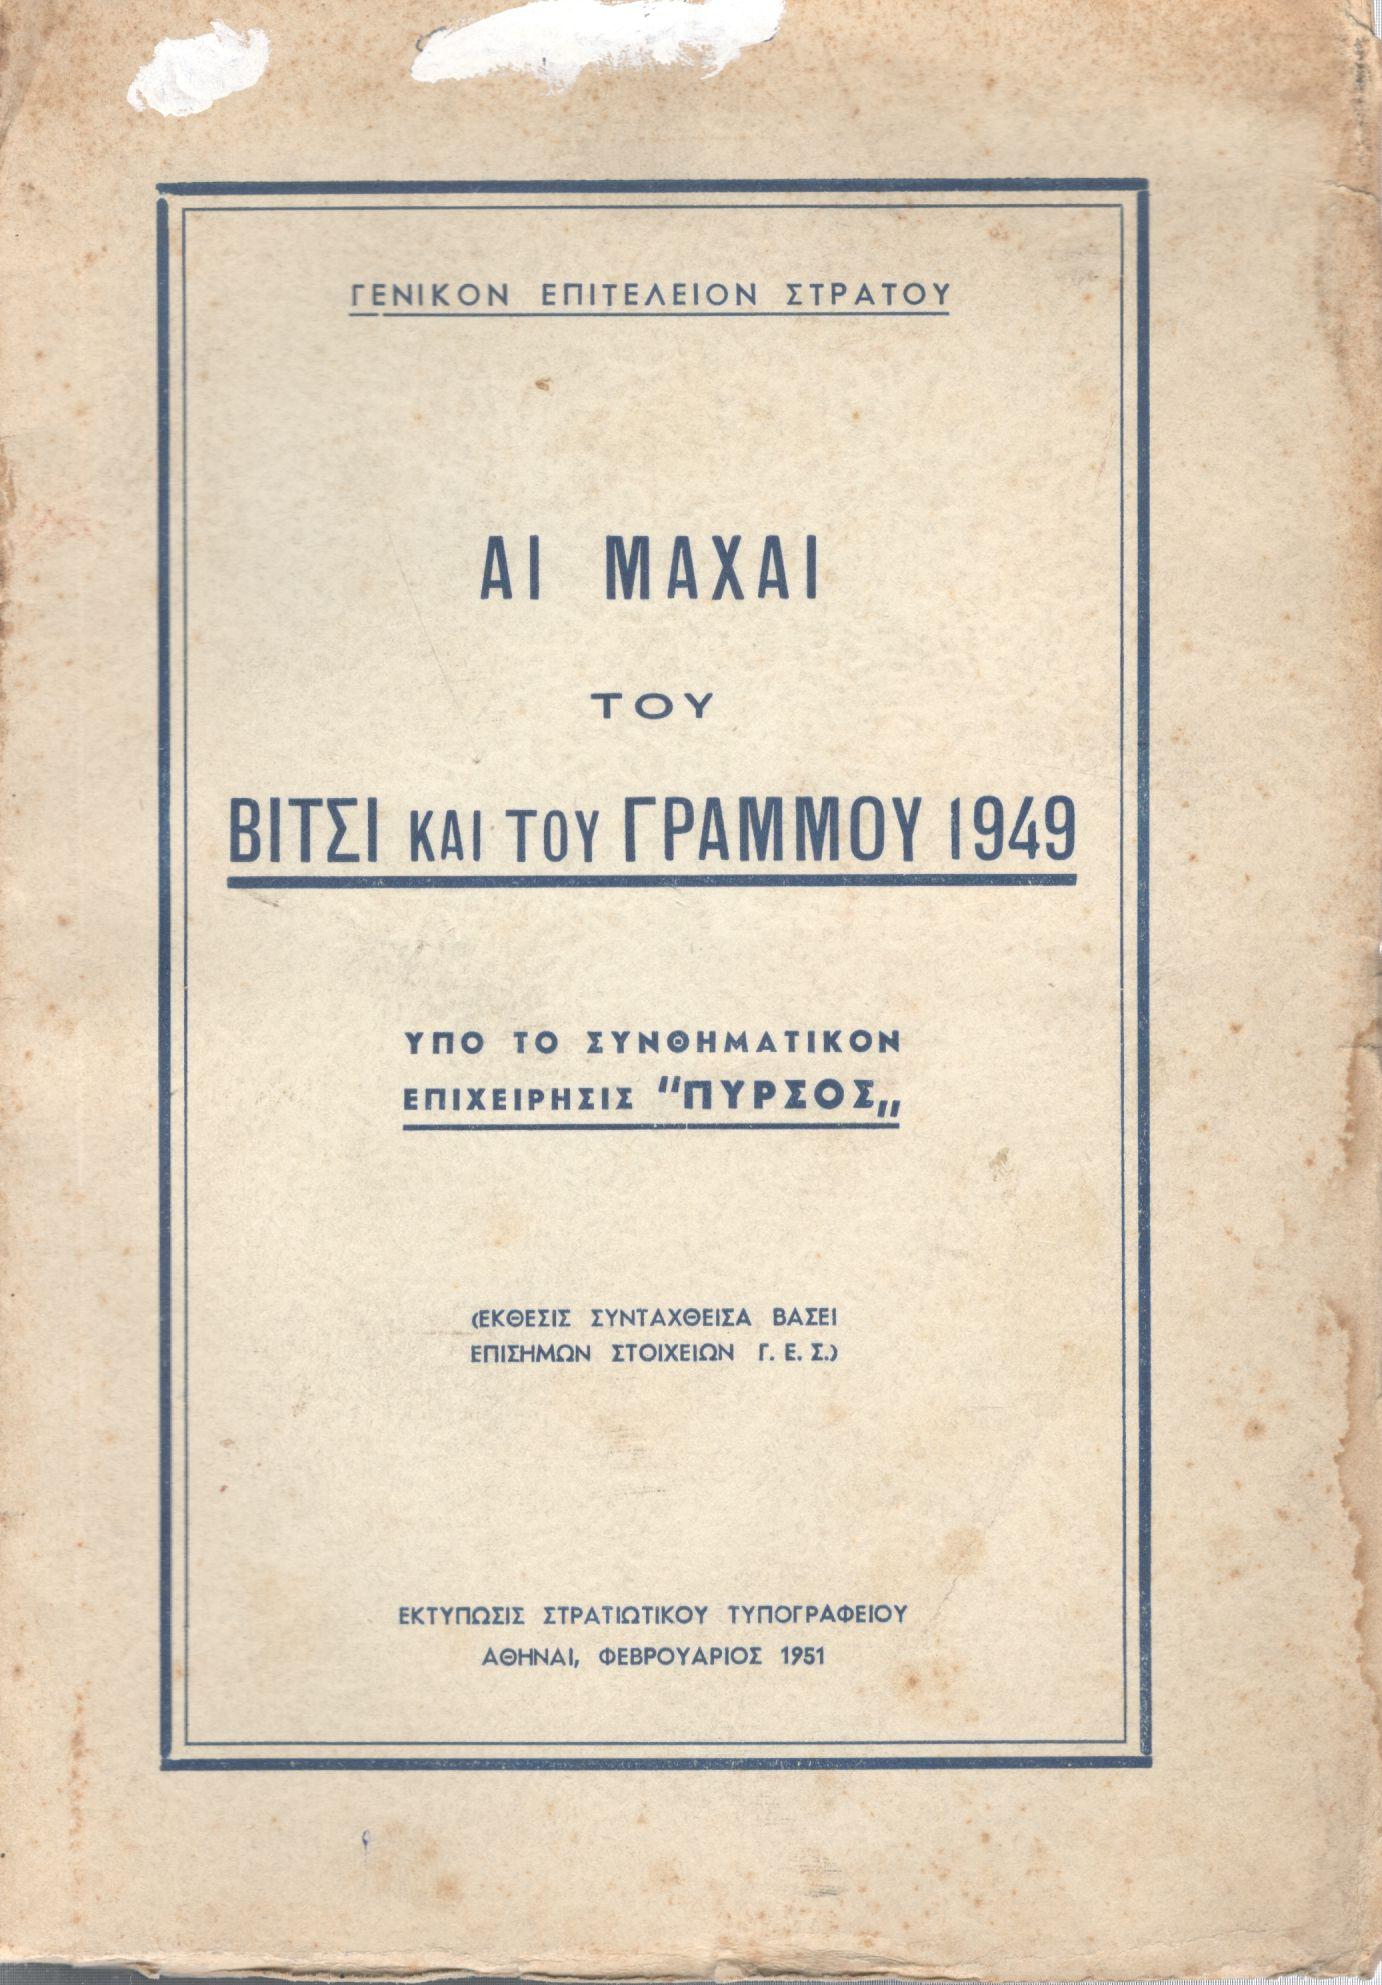 ΓΕΝΙΚΟΝ ΕΠΙΤΕΛΕΙΟΝ ΣΤΡΑΤΟΥ
ΑΙ ΜΑΧΑΙ
ΤΟΥ
ΒΙΤΣΙ ΚΑΙ ΤΟΥ ΓΡΑΜΜΟΥ 1949
ΥΠΟ ΤΟ ΣΥΝΘΗΜΑΤΙΚΟΝ
ΕΠΙΧΕΙΡΗΣΙΣ "ΠΥΡΣΟΣ„
(ΕΚΘΕΣΙΣ ΣΥΝΤΑΧΘΕΙΣΑ ΒΑΣΕΙ
ΕΠΙΣΗΜΩΝ ΣΤΟΙΧΕΙΩΝ Γ. Ε. Σ.)
ΕΚΤΥΠΩΣΙΣ ΣΤΡΑΤΙΩΤΙΚΟΥ ΤΥΠΟΓΡΑΦΕΙΟΥ
ΑΘΗΝΑΙ, ΦΕΒΡΟΥΑΡΙΟΣ 1951